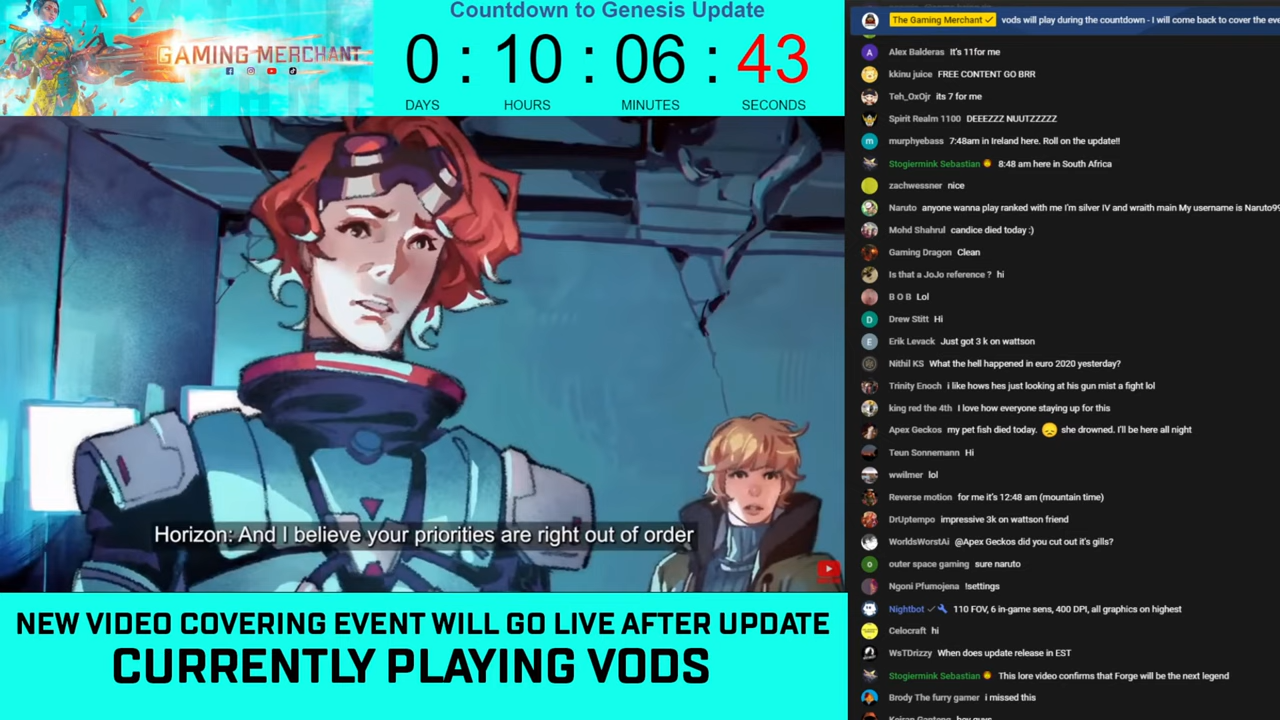 Countdown to Genesis Update
GAMING MERCHANT
0 : 10 : 06 : 43
DAYS HOURS MINUTES SECONDS
Horizon: And I believe your priorities are right out of order
NEW VIDEO COVERING EVENT WILL GO LIVE AFTER UPDATE
CURRENTLY PLAYING VODS
The Gaming Merchant vods will play during the countdown - I will come back to cover the eve
A Alex Balderas It's 11for me
kkinu juice FREE CONTENT GO BRR
Teh_OxOjr its 7 for me
Spirit Realm 1100 DEEEZZZ NUUTZZZZZ
m murphyebass 7:48am in Ireland here. Roll on the update!!
Stogiermink Sebastian 8:48 am here in South Africa
zachwessner nice
Naruto anyone wanna play ranked with me I'm silver IV and wraith main My username is Naruto99
Mohd Shahrul candice died today :)
Gaming Dragon Clean
Is that a JoJo reference ? hi
B O B Lol
D Drew Stitt Hi
E Erik Levack Just got 3 k on wattson
Nithil KS What the hell happened in euro 2020 yesterday?
Trinity Enoch i like hows hes just looking at his gun mist a fight lol
king red the 4th I love how everyone staying up for this
Apex Geckos my pet fish died today. 😞 she drowned. I'll be here all night
Teun Sonnemann Hi
wwilmer lol
Reverse motion for me it's 12:48 am (mountain time)
DrUptempo impressive 3k on wattson friend
WorldsWorstAi @Apex Geckos did you cut out it's gills?
o outer space gaming sure naruto
Ngoni Pfumojena !settings
Nightbot 110 FOV, 6 in-game sens, 400 DPI, all graphics on highest
Celocraft hi
WsTDrizzy When does update release in EST
Stogiermink Sebastian This lore video confirms that Forge will be the next legend
Brody The furry gamer i missed this